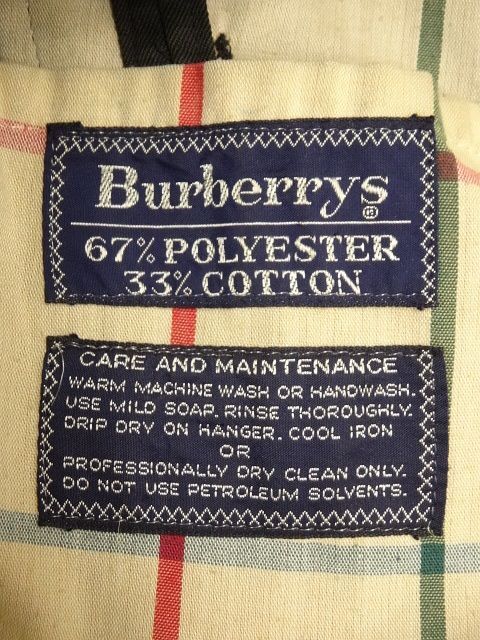 Burberrys®
67% POLYESTER
33% COTTON
CARE AND MAINTENANCE
WARM MACHINE WASH OR HANDWASH.
USE MILD SOAP. RINSE THOROUGHLY.
DRIP DRY ON HANGER. COOL IRON
OR
PROFESSIONALLY DRY CLEAN ONLY.
DO NOT USE PETROLEUM SOLVENTS.